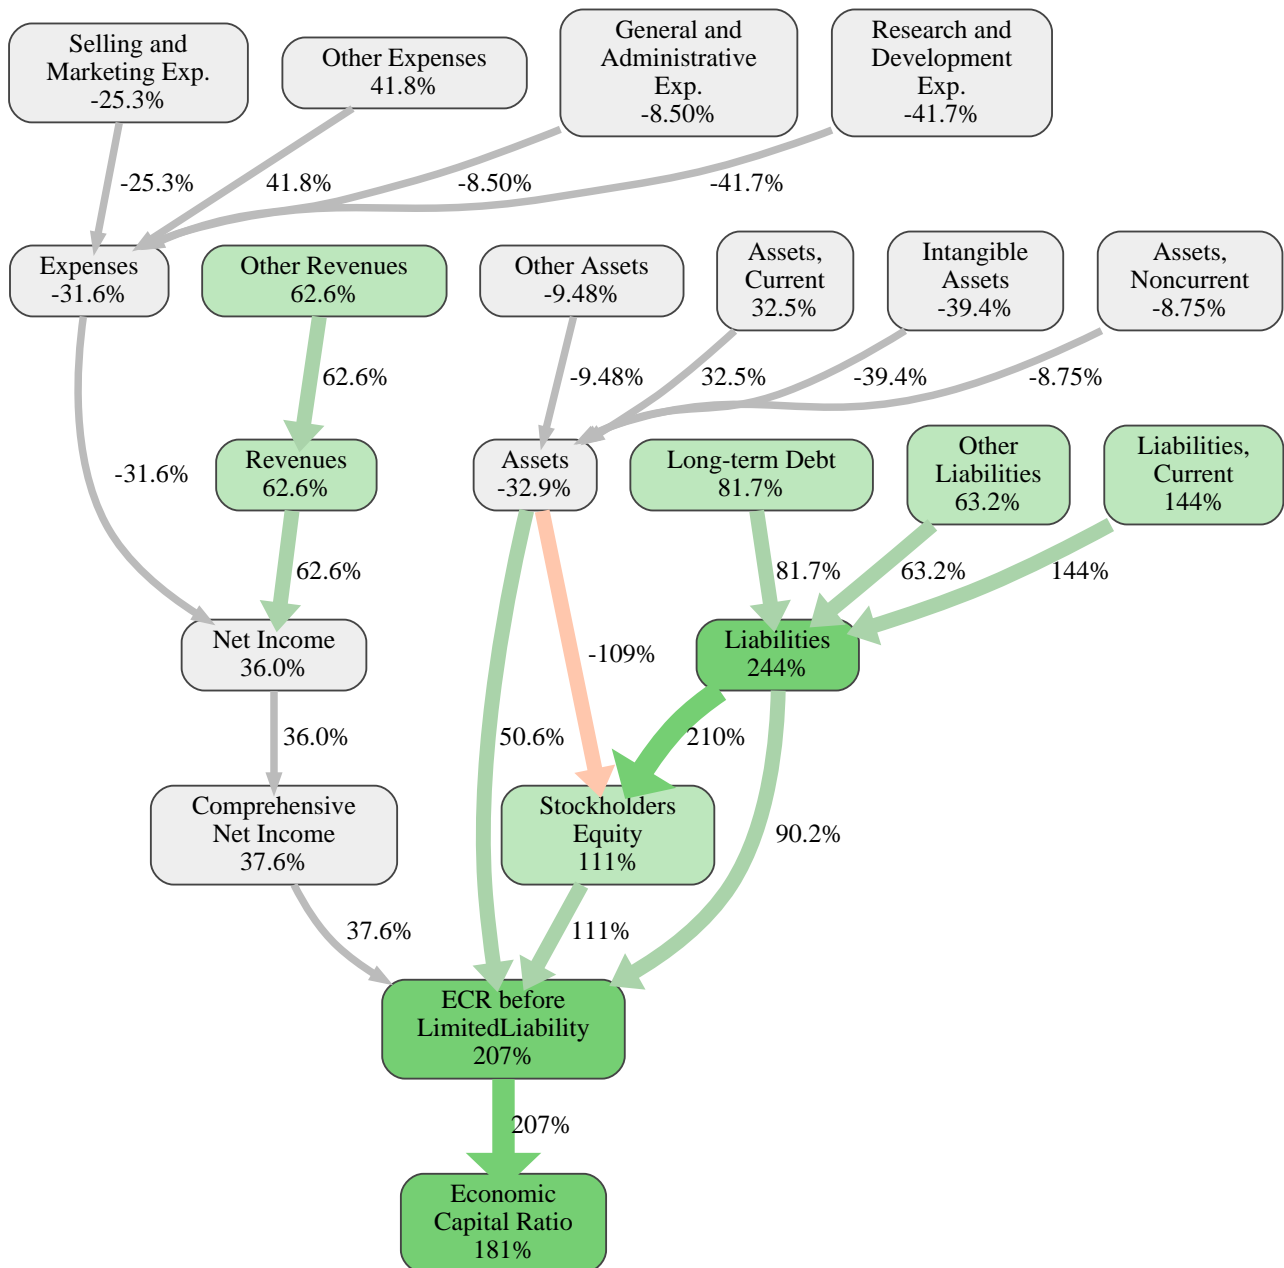 Selling and
Marketing Exp.
-25.3%
Other Expenses
41.8%
General and
Administrative
Exp.
-8.50%
Research and
Development
Exp.
-41.7%
-25.3%
41.8%
-8.50%
-41.7%
Expenses
-31.6%
Other Revenues
62.6%
Other Assets
-9.48%
Assets,
Current
32.5%
Intangible
Assets
-39.4%
Assets,
Noncurrent
-8.75%
62.6%
-9.48%
32.5%
-39.4%
-8.75%
-31.6%
Revenues
62.6%
Assets
-32.9%
Long-term Debt
81.7%
Other
Liabilities
63.2%
Liabilities,
Current
144%
62.6%
81.7%
63.2%
144%
Net Income
36.0%
-109%
Liabilities
244%
36.0%
50.6%
210%
90.2%
Comprehensive
Net Income
37.6%
Stockholders
Equity
111%
37.6%
111%
ECR before
LimitedLiability
207%
207%
Economic
Capital Ratio
181%